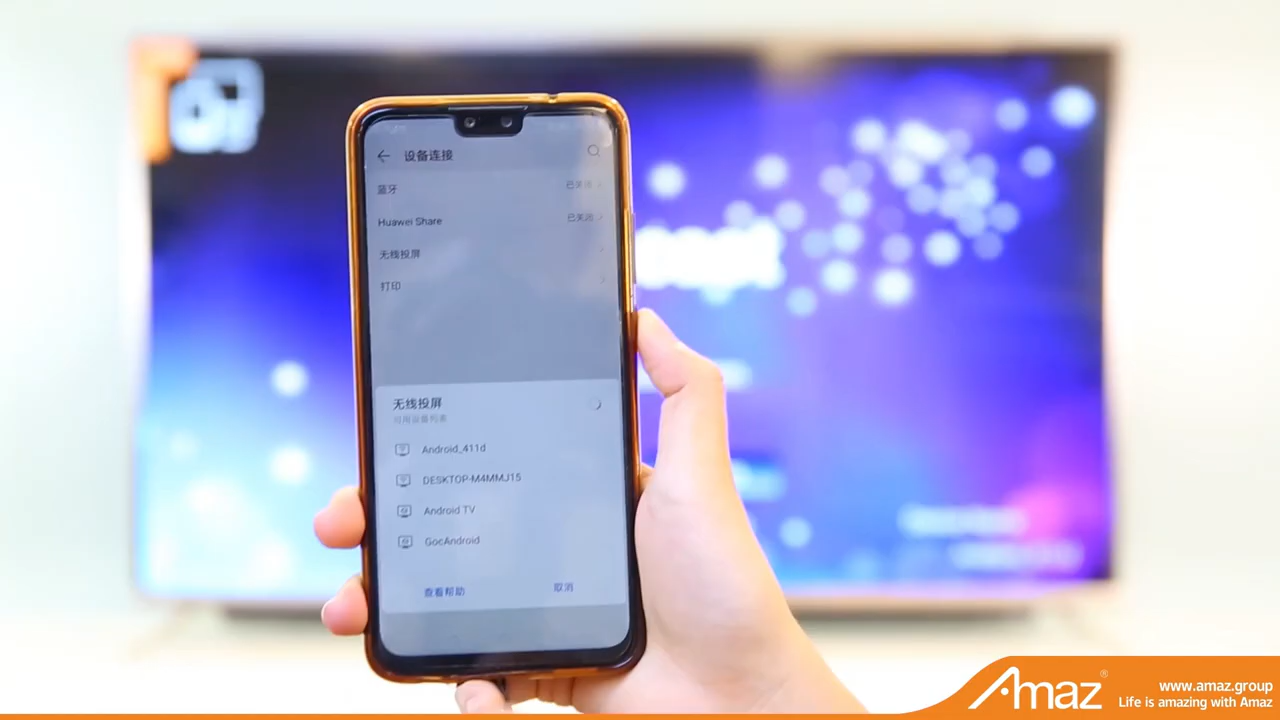 设备连接
蓝牙 已关闭
Huawei Share 已关闭
无线投屏
打印
无线投屏
可用设备列表
Android_411d
DESKTOP-M4MMJ15
Android TV
GocAndroid
查看帮助 取消
Amaz®
www.amaz.group
Life is amazing with Amaz